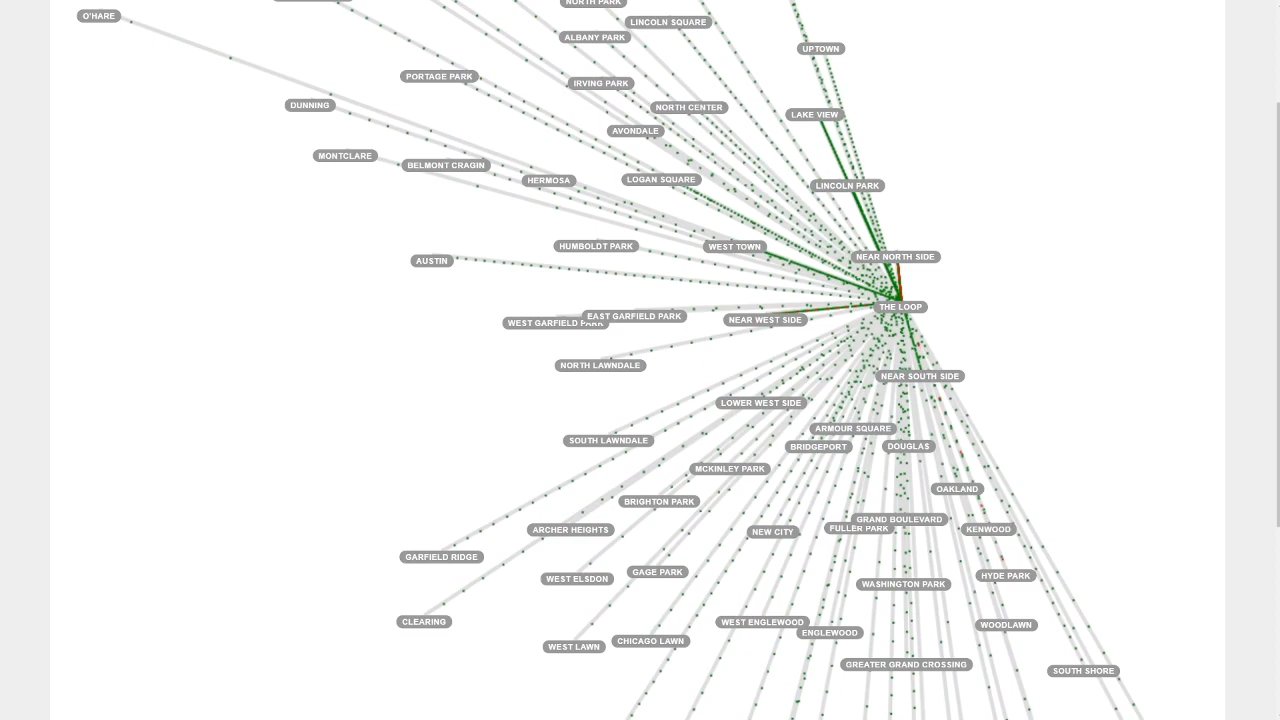 NORTH PARK
O'HARE
LINCOLN SQUARE
ALBANY PARK
UPTOWN
PORTAGE PARK
IRVING PARK
DUNNING
NORTH CENTER
LAKE VIEW
AVONDALE
MONTCLARE
BELMONT CRAGIN
HERMOSA
LOGAN SQUARE
LINCOLN PARK
HUMBOLDT PARK
WEST TOWN
NEAR NORTH SIDE
AUSTIN
THE LOOP
EAST GARFIELD PARK
WEST GARFIELD PARK
NEAR WEST SIDE
NORTH LAWNDALE
NEAR SOUTH SIDE
LOWER WEST SIDE
ARMOUR SQUARE
SOUTH LAWNDALE
BRIDGEPORT
DOUGLAS
MCKINLEY PARK
OAKLAND
BRIGHTON PARK
GRAND BOULEVARD
FULLER PARK
KENWOOD
ARCHER HEIGHTS
NEW CITY
GARFIELD RIDGE
GAGE PARK
HYDE PARK
WEST ELSDON
WASHINGTON PARK
CLEARING
WEST ENGLEWOOD
WOODLAWN
ENGLEWOOD
CHICAGO LAWN
WEST LAWN
GREATER GRAND CROSSING
SOUTH SHORE